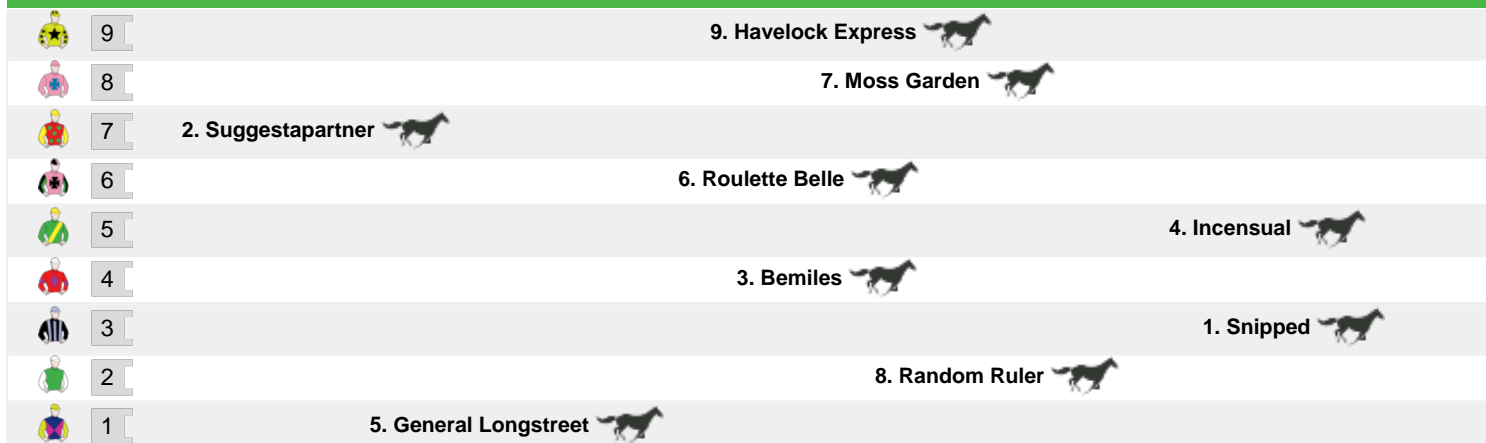 9 9. Havelock Express
8 7. Moss Garden
7 2. Suggestapartner
6 6. Roulette Belle
5 4. Incensual
4 3. Bemiles
3 1. Snipped
2 8. Random Ruler
1 5. General Longstreet